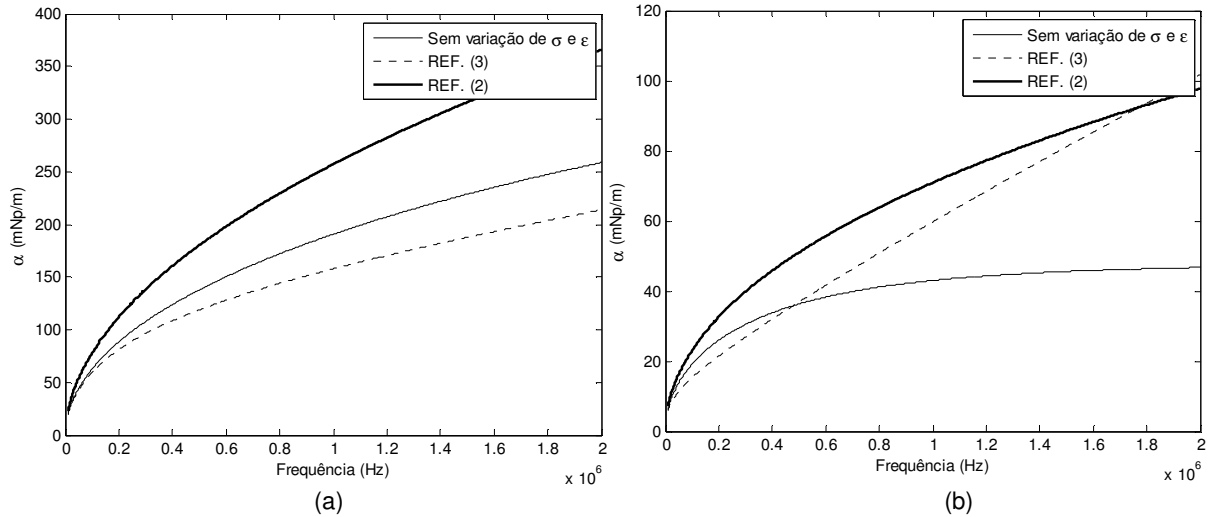 400
350
300
250
200
150
100
50
0
α (mNp/m)
Sem variação de σ e ε
REF. (3)
REF. (2)
0 0.2 0.4 0.6 0.8 1 1.2 1.4 1.6 1.8 2
Frequência (Hz)
x 10^6
(a)
120
100
80
60
40
20
0
α (mNp/m)
Sem variação de σ e ε
REF. (3)
REF. (2)
0 0.2 0.4 0.6 0.8 1 1.2 1.4 1.6 1.8 2
Frequência (Hz)
x 10^6
(b)